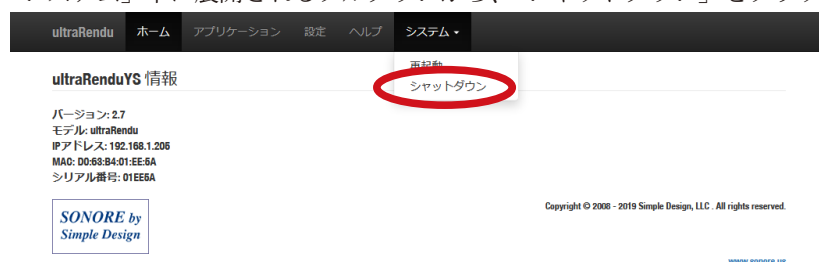 ultraRendu ホーム アプリケーション 設定 ヘルプ システム
再起動
シャットダウン
ultraRenduYS 情報
バージョン: 2.7
モデル: ultraRendu
IPアドレス: 192.168.1.206
MAC: D0:63:B4:01:EE:6A
シリアル番号: 01EE6A
SONORE by
Simple Design
Copyright © 2008 - 2019 Simple Design, LLC . All rights reserved.
www.sonore.us